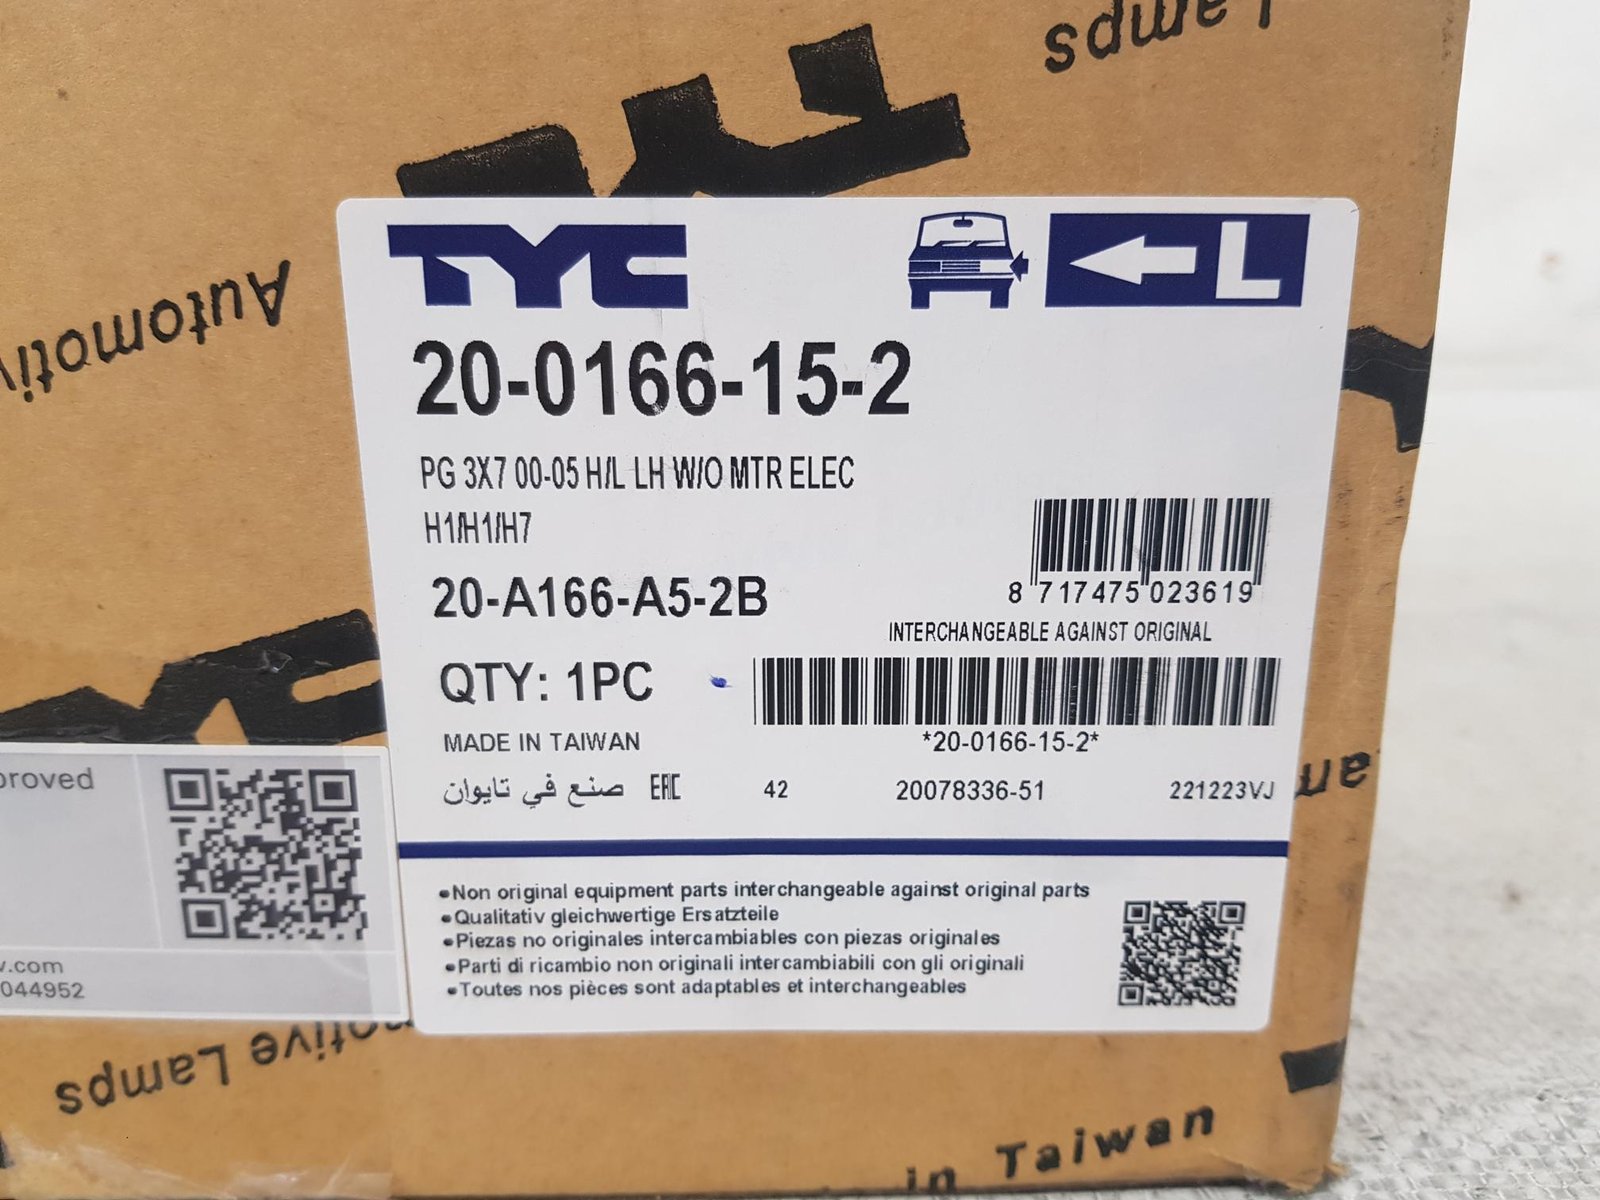 Lamps
Automotiv
TYC
L
20-0166-15-2
PG 3X7 00-05 H/L LH W/O MTR ELEC
H1/H1/H7
20-A166-A5-2B
8 717475 023619
INTERCHANGEABLE AGAINST ORIGINAL
QTY: 1PC
*20-0166-15-2*
MADE IN TAIWAN
صنع في تايوان EAC 42 20078336-51 221223VJ
•Non original equipment parts interchangeable against original parts
•Qualitativ gleichwertige Ersatzteile
•Piezas no originales intercambiables con piezas originales
•Parti di ricambio non originali intercambiabili con gli originali
•Toutes nos pièces sont adaptables et interchangeables
proved
.com
044952
motive Lamps
in Taiwan